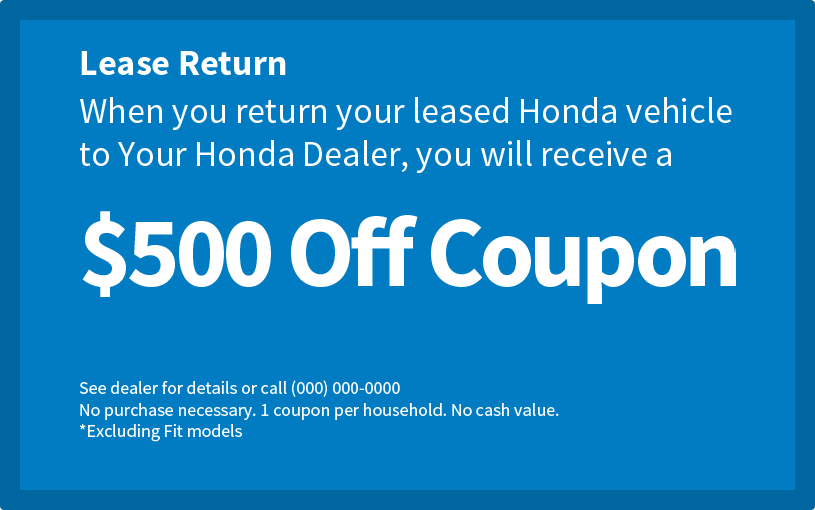 Lease Return
When you return your leased Honda vehicle
to Your Honda Dealer, you will receive a
$500 Off Coupon
See dealer for details or call (000) 000-0000
No purchase necessary. 1 coupon per household. No cash value.
*Excluding Fit models